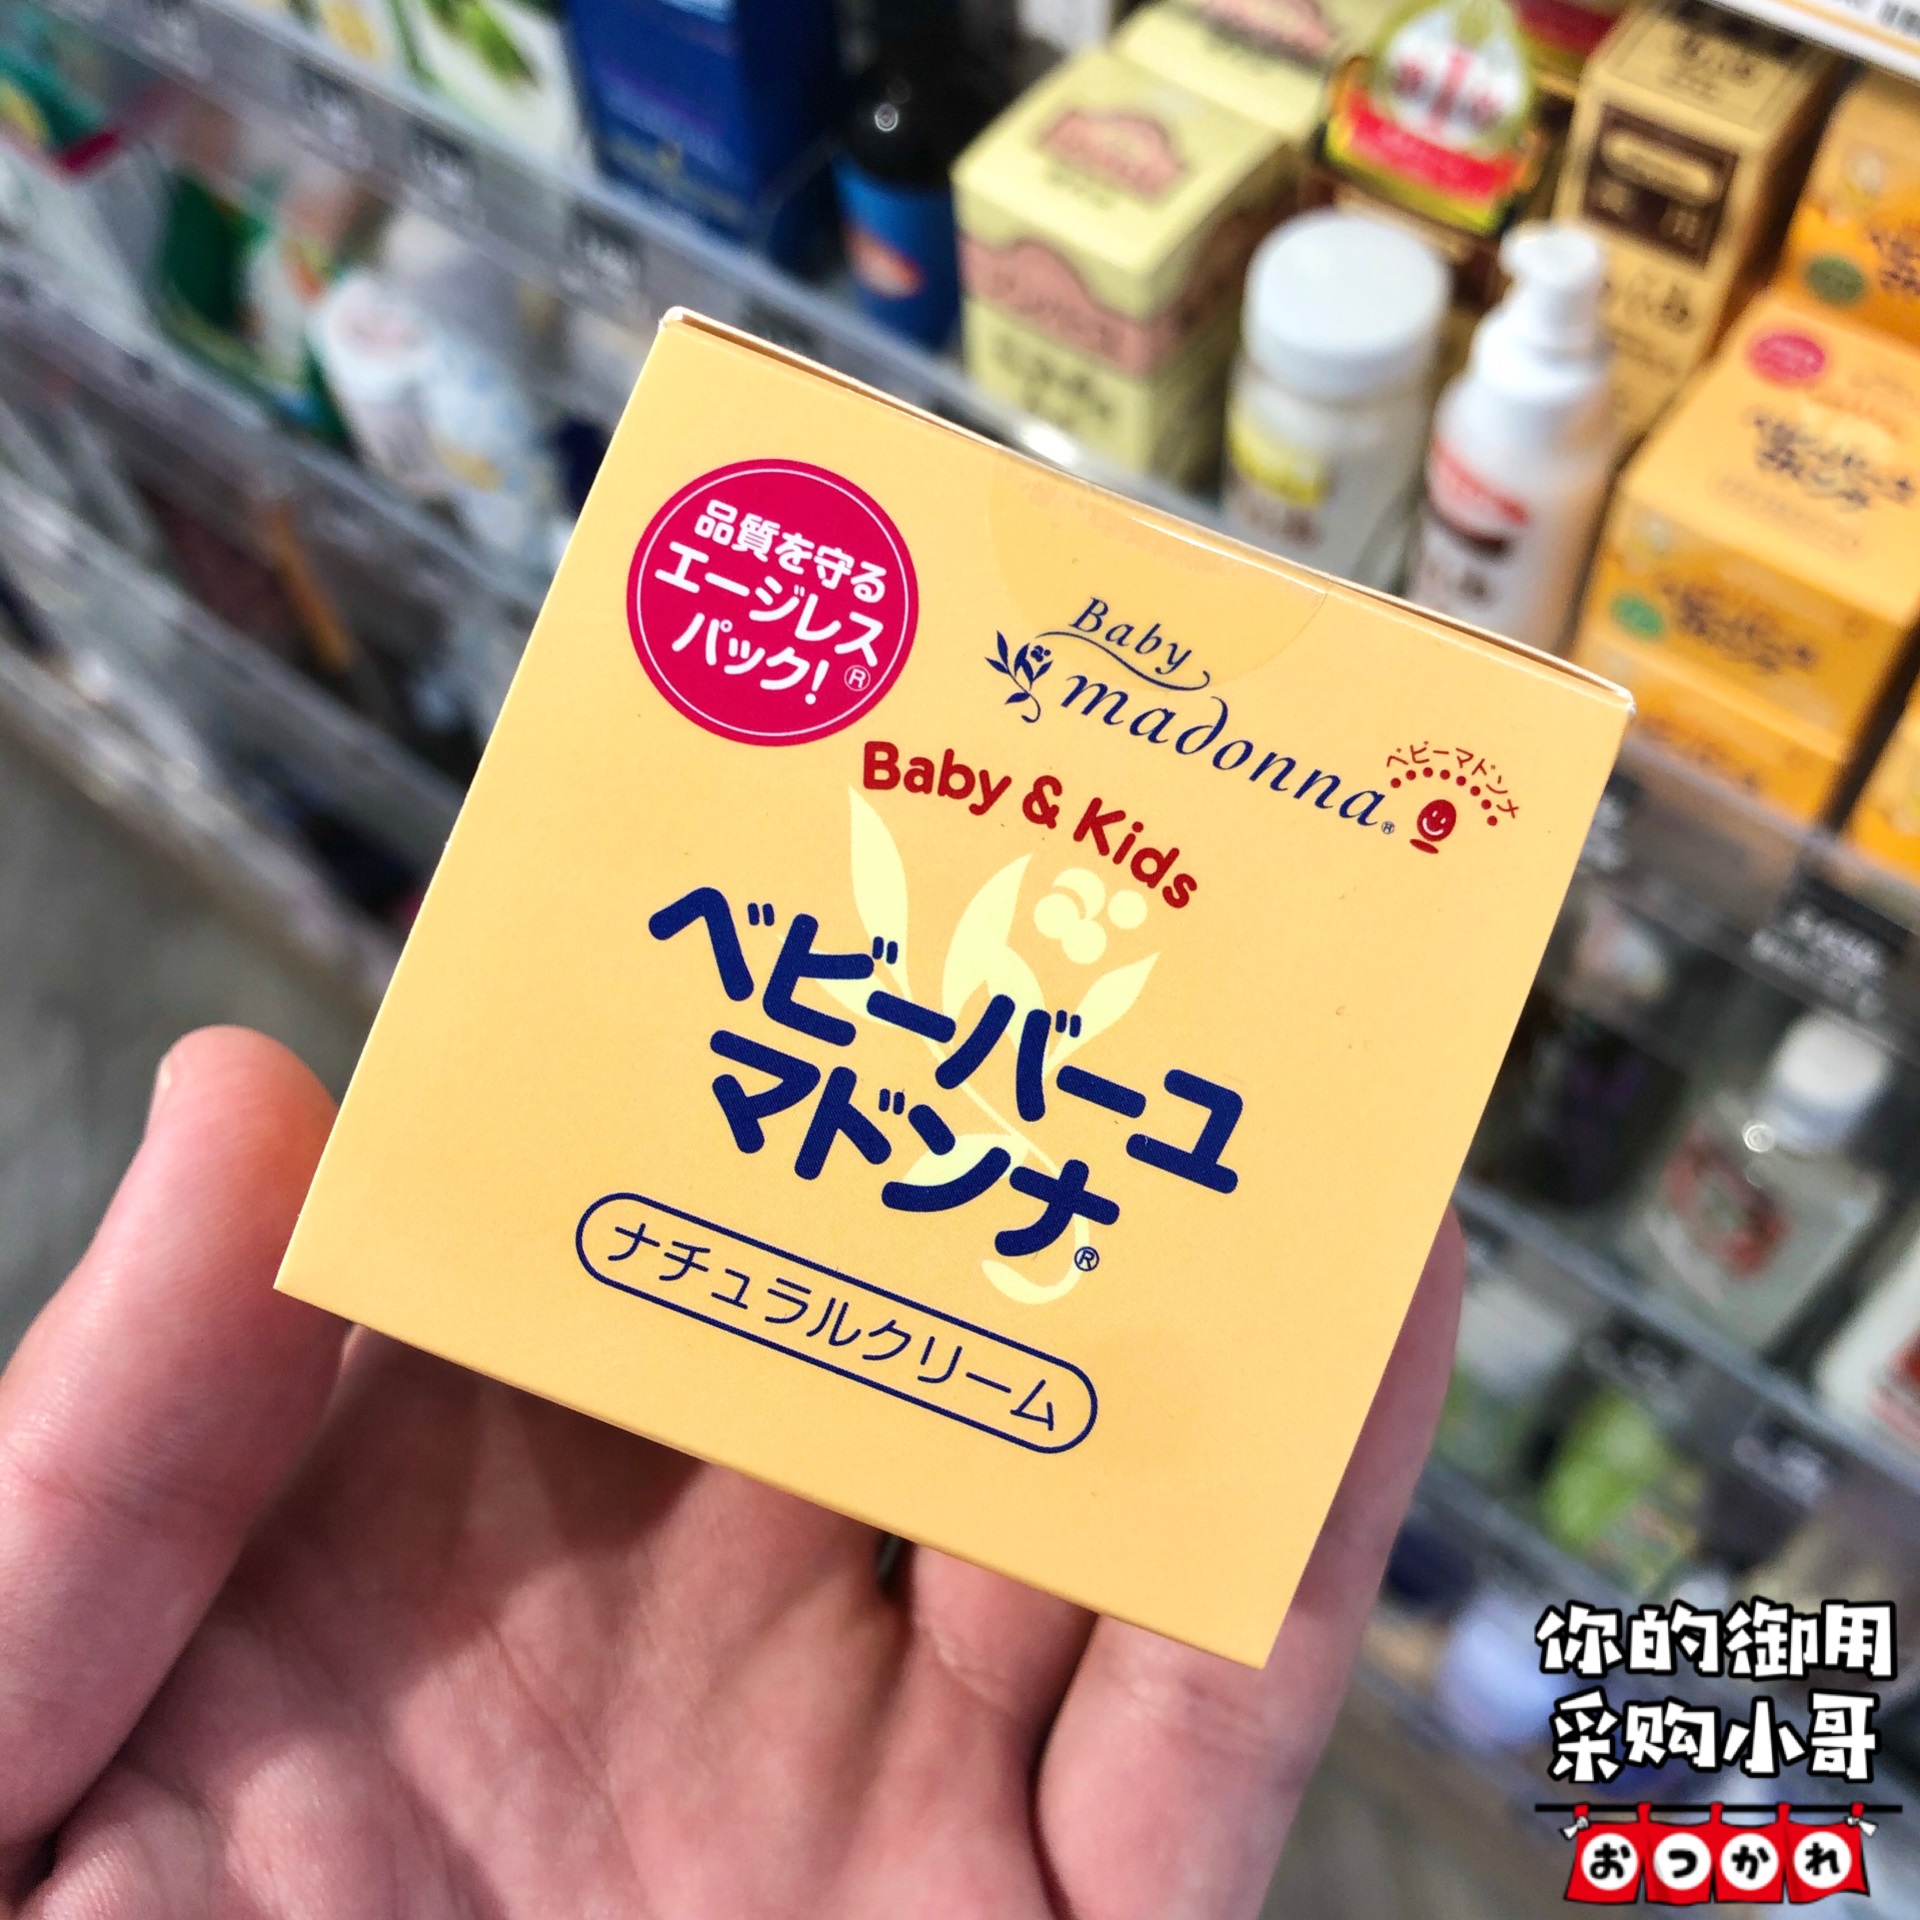 品質を守る
エージレス
パック!®
Baby
madonna®
ベビーマドンナ
Baby & Kids
ベビーバーユ
マドンナ®
ナチュラルクリーム
你的御用
采购小哥
おつかれ